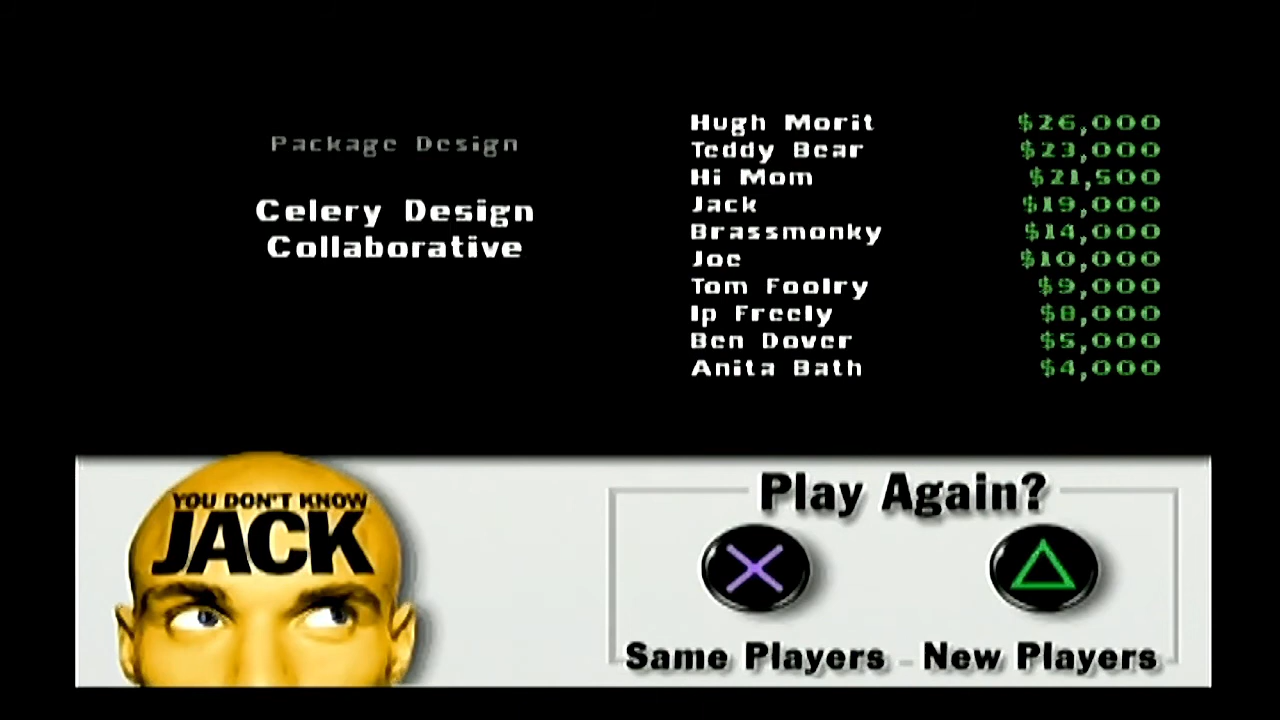 Package Design
Celery Design
Collaborative
Hugh Morit $26,000
Teddy Bear $23,000
Hi Mom $21,500
Jack $19,000
Brassmonky $14,000
Joe $10,000
Tom Foolry $9,000
Ip Freely $8,000
Ben Dover $5,000
Anita Bath $4,000
YOU DON'T KNOW
JACK
Play Again?
Same Players New Players